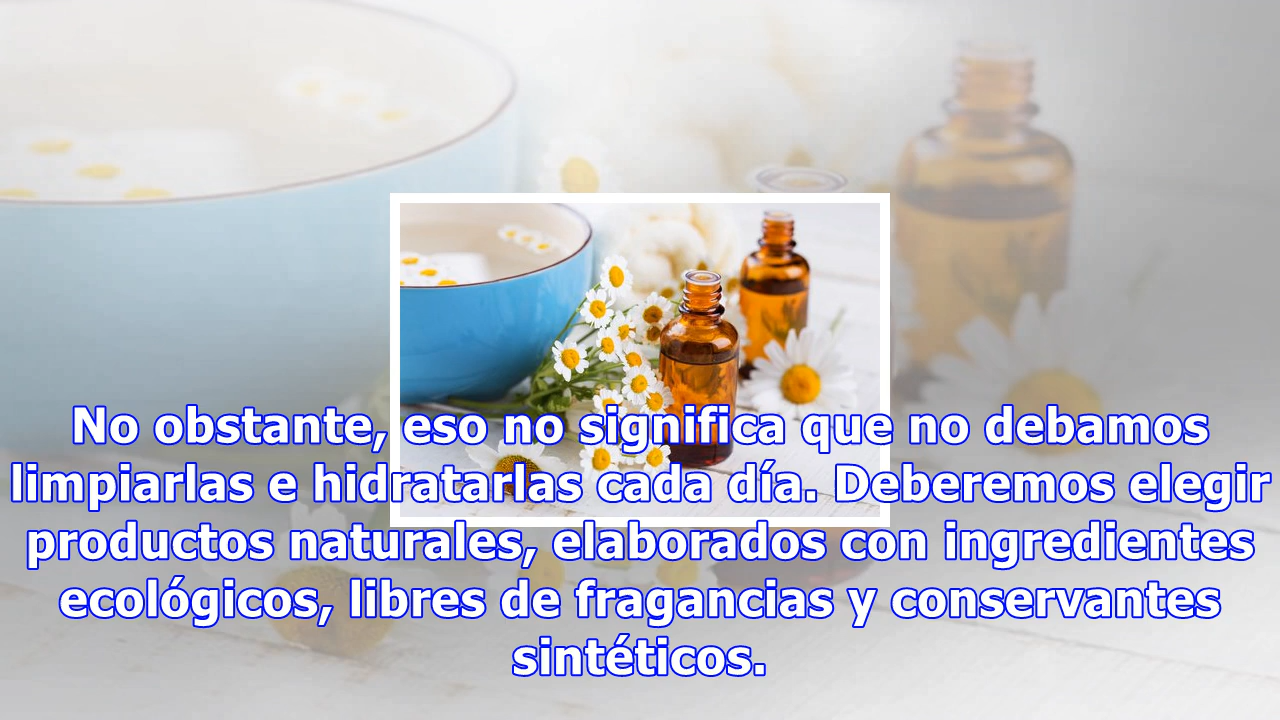 No obstante, eso no significa que no debamos
limpiarlas e hidratarlas cada día. Deberemos elegir
productos naturales, elaborados con ingredientes
ecológicos, libres de fragancias y conservantes
sintéticos.